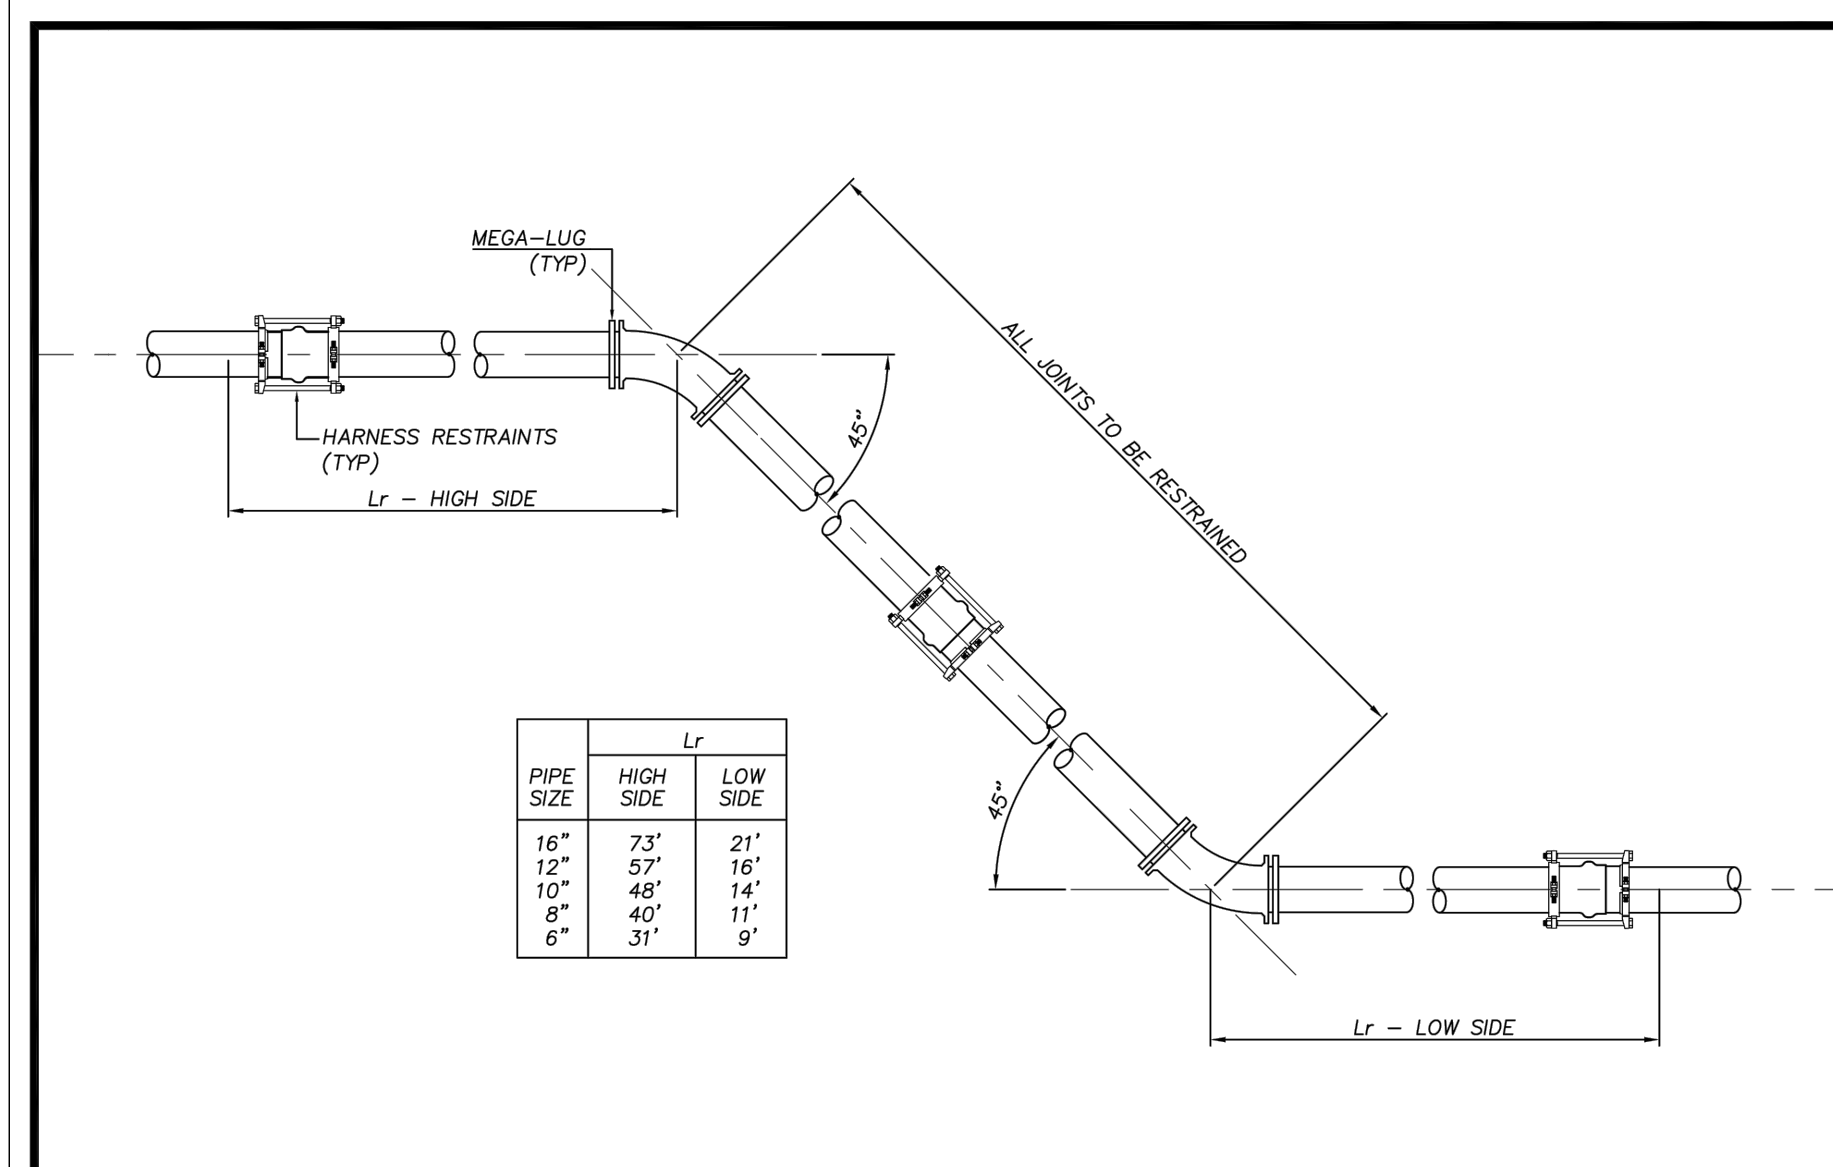 MEGA–LUG
(TYP)
ALL JOINTS TO BE RESTRAINED
45°
HARNESS RESTRAINTS
(TYP)
Lr – HIGH SIDE
Lr
PIPE SIZE HIGH SIDE LOW SIDE
16" 73' 21'
12" 57' 16'
10" 48' 14'
8" 40' 11'
6" 31' 9'
45°
Lr – LOW SIDE